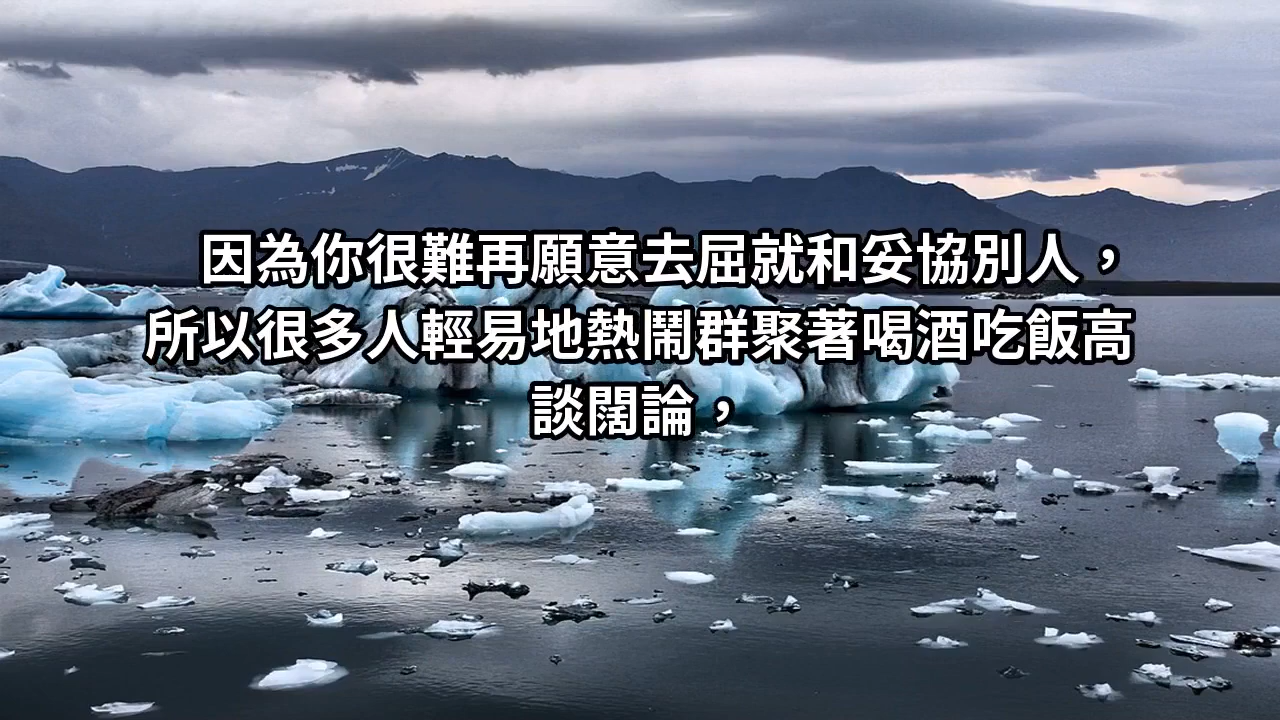 因為你很難再願意去屈就和妥協別人，
所以很多人輕易地熱鬧群聚著喝酒吃飯高
談闊論，